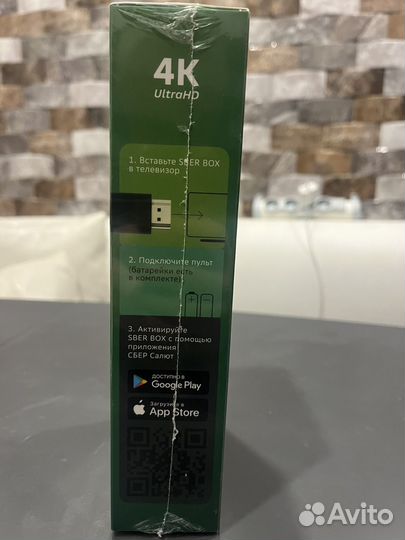 4K
UltraHD
1. Вставьте SBER BOX
в телевизор
2. Подключите пульт
(батарейки есть
в комплекте)
3. Активируйте
SBER BOX с помощью
приложения
СБЕР Салют
ДОСТУПНО В
Google Play
Загрузите в
App Store
Avito